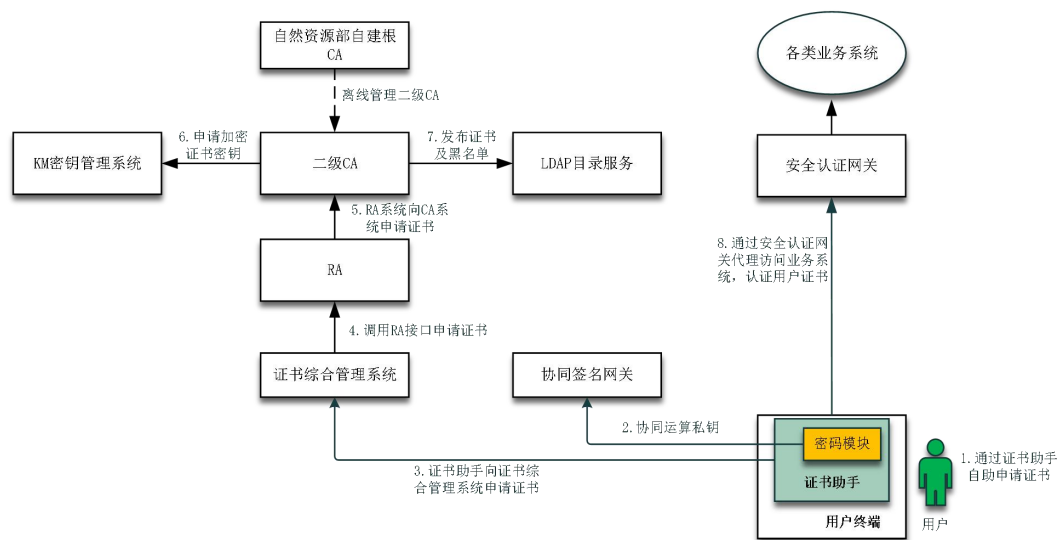 自然资源部自建根
CA
各类业务系统
离线管理二级CA
6.申请加密
证书密钥
7.发布证书
及黑名单
KM密钥管理系统
二级CA
LDAP目录服务
安全认证网关
5.RA系统向CA系
统申请证书
8.通过安全认证网
关代理访问业务系
统，认证用户证书
RA
4.调用RA接口申请证书
证书综合管理系统
协同签名网关
2.协同运算私钥
密码模块
1.通过证书助手
自助申请证书
3.证书助手向证书综
合管理系统申请证书
证书助手
用户终端
用户